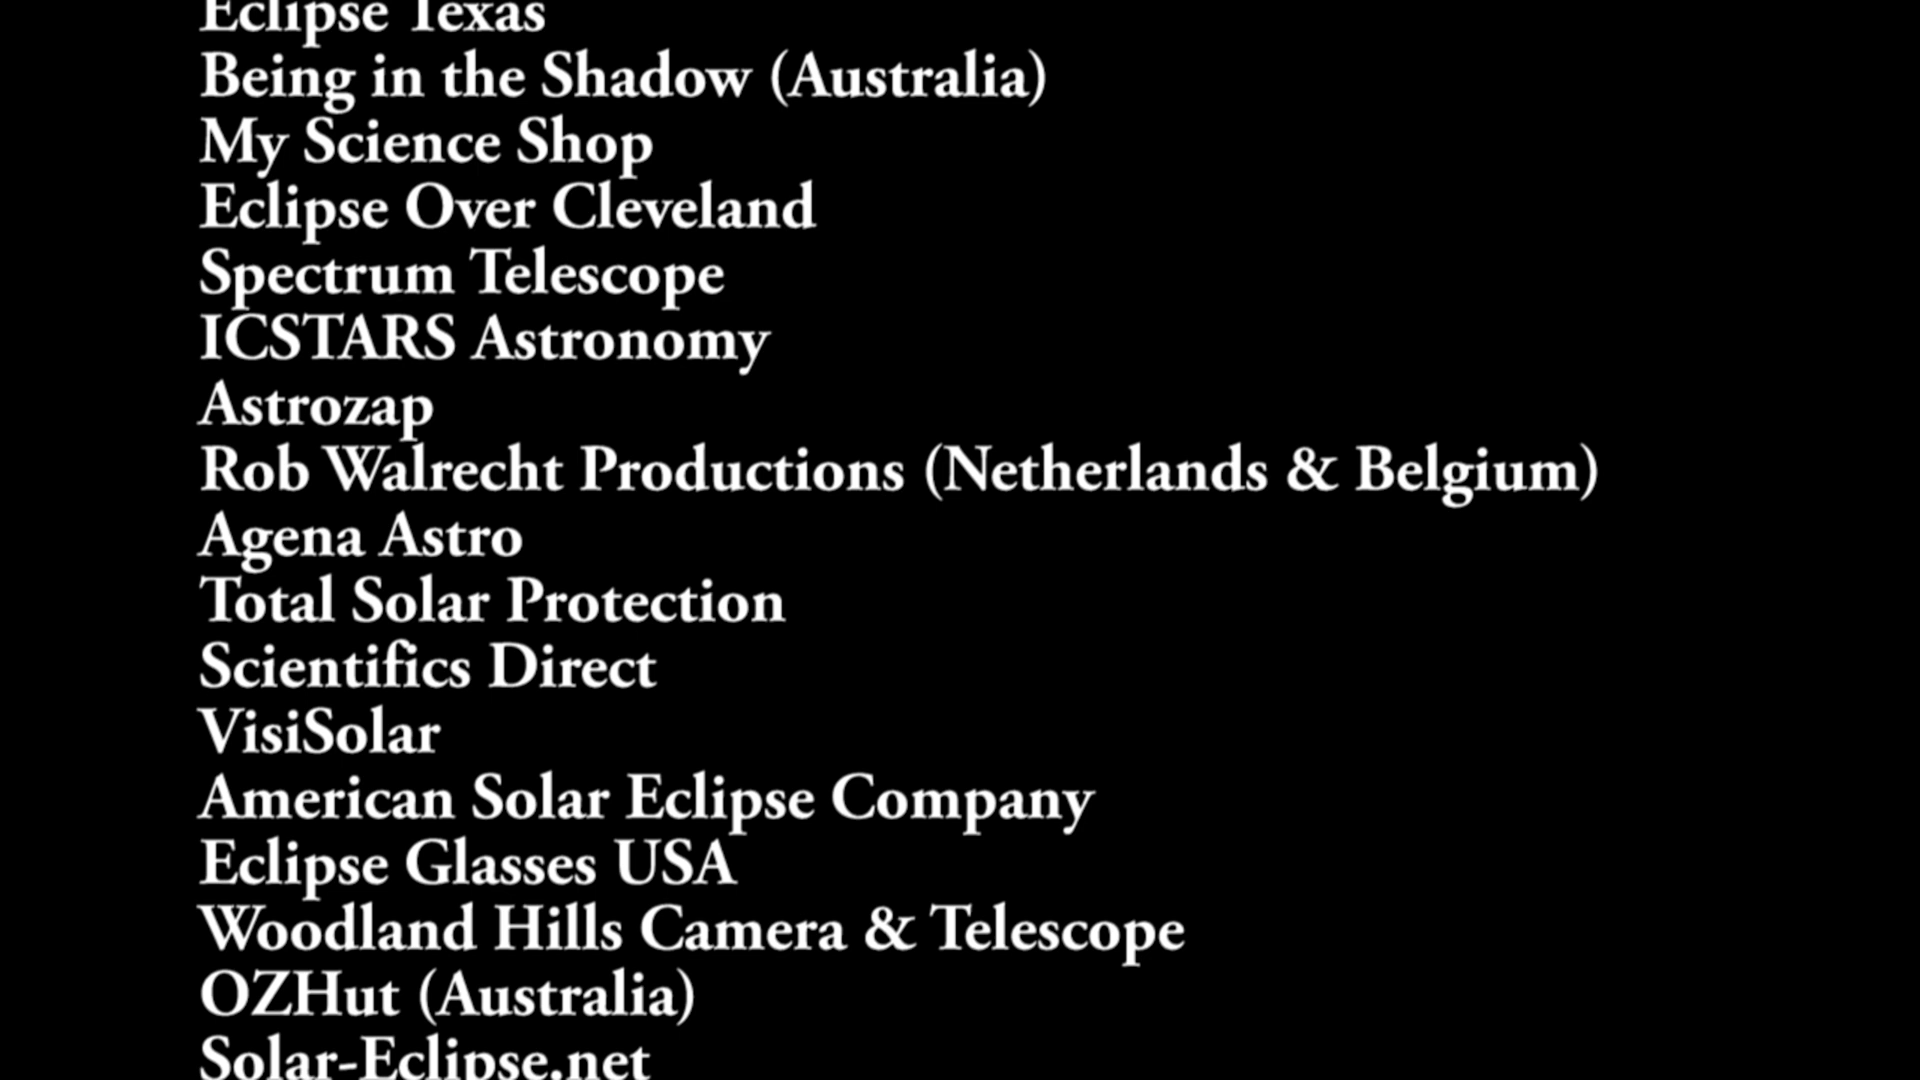 Eclipse Texas
Being in the Shadow (Australia)
My Science Shop
Eclipse Over Cleveland
Spectrum Telescope
ICSTARS Astronomy
Astrozap
Rob Walrecht Productions (Netherlands & Belgium)
Agena Astro
Total Solar Protection
Scientifics Direct
VisiSolar
American Solar Eclipse Company
Eclipse Glasses USA
Woodland Hills Camera & Telescope
OZHut (Australia)
Solar-Eclipse.net